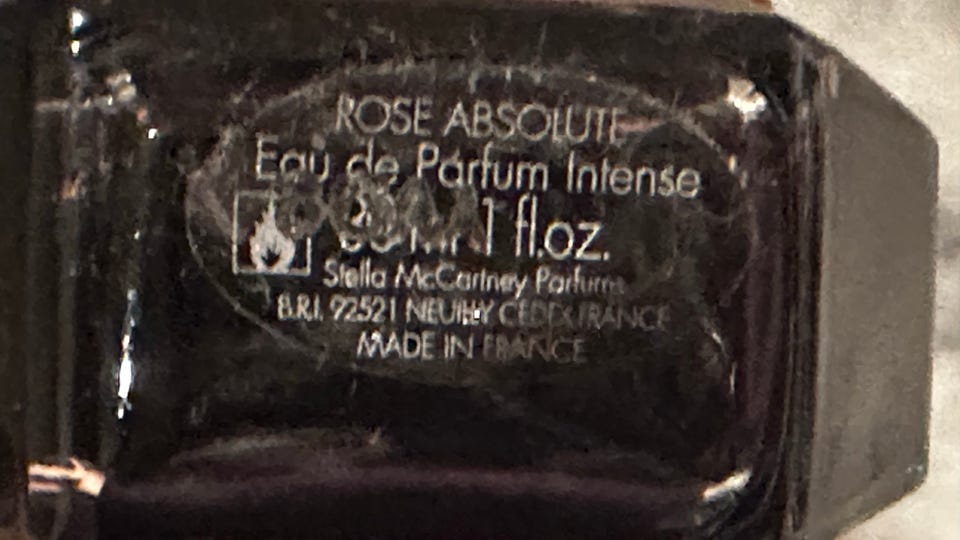 ROSE ABSOLUTE
Eau de Parfum Intense
1 fl.oz.
Stella McCartney Parfums
B.R.I. 92521 NEUILLY CEDEX FRANCE
MADE IN FRANCE